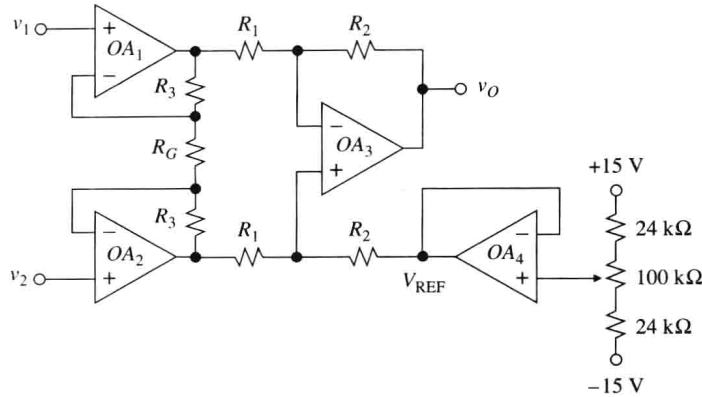 v1
+
OA1
−
R1
R2
R3
vO
RG
−
OA3
+
+15 V
R3
−
OA2
+
v2
R1
R2
VREF
−
OA4
+
24 kΩ
100 kΩ
24 kΩ
−15 V